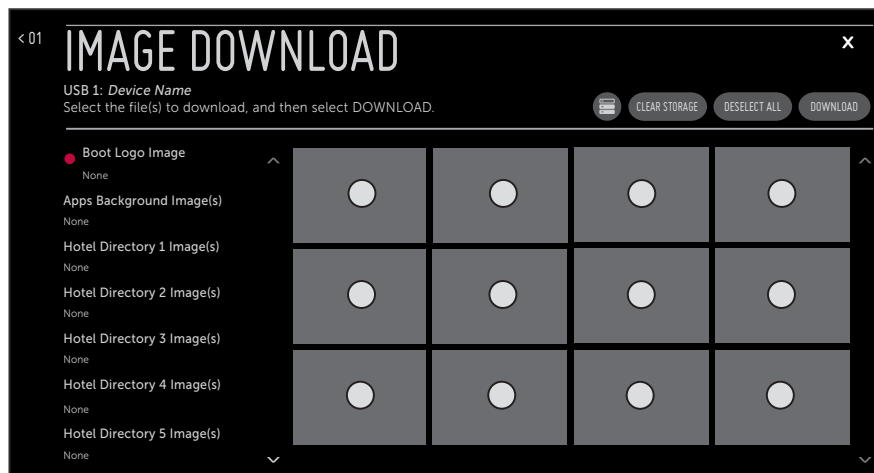 < 01
IMAGE DOWNLOAD
X
USB 1: Device Name
Select the file(s) to download, and then select DOWNLOAD.
CLEAR STORAGE
DESELECT ALL
DOWNLOAD
Boot Logo Image
None
Apps Background Image(s)
None
Hotel Directory 1 Image(s)
None
Hotel Directory 2 Image(s)
None
Hotel Directory 3 Image(s)
None
Hotel Directory 4 Image(s)
None
Hotel Directory 5 Image(s)
None